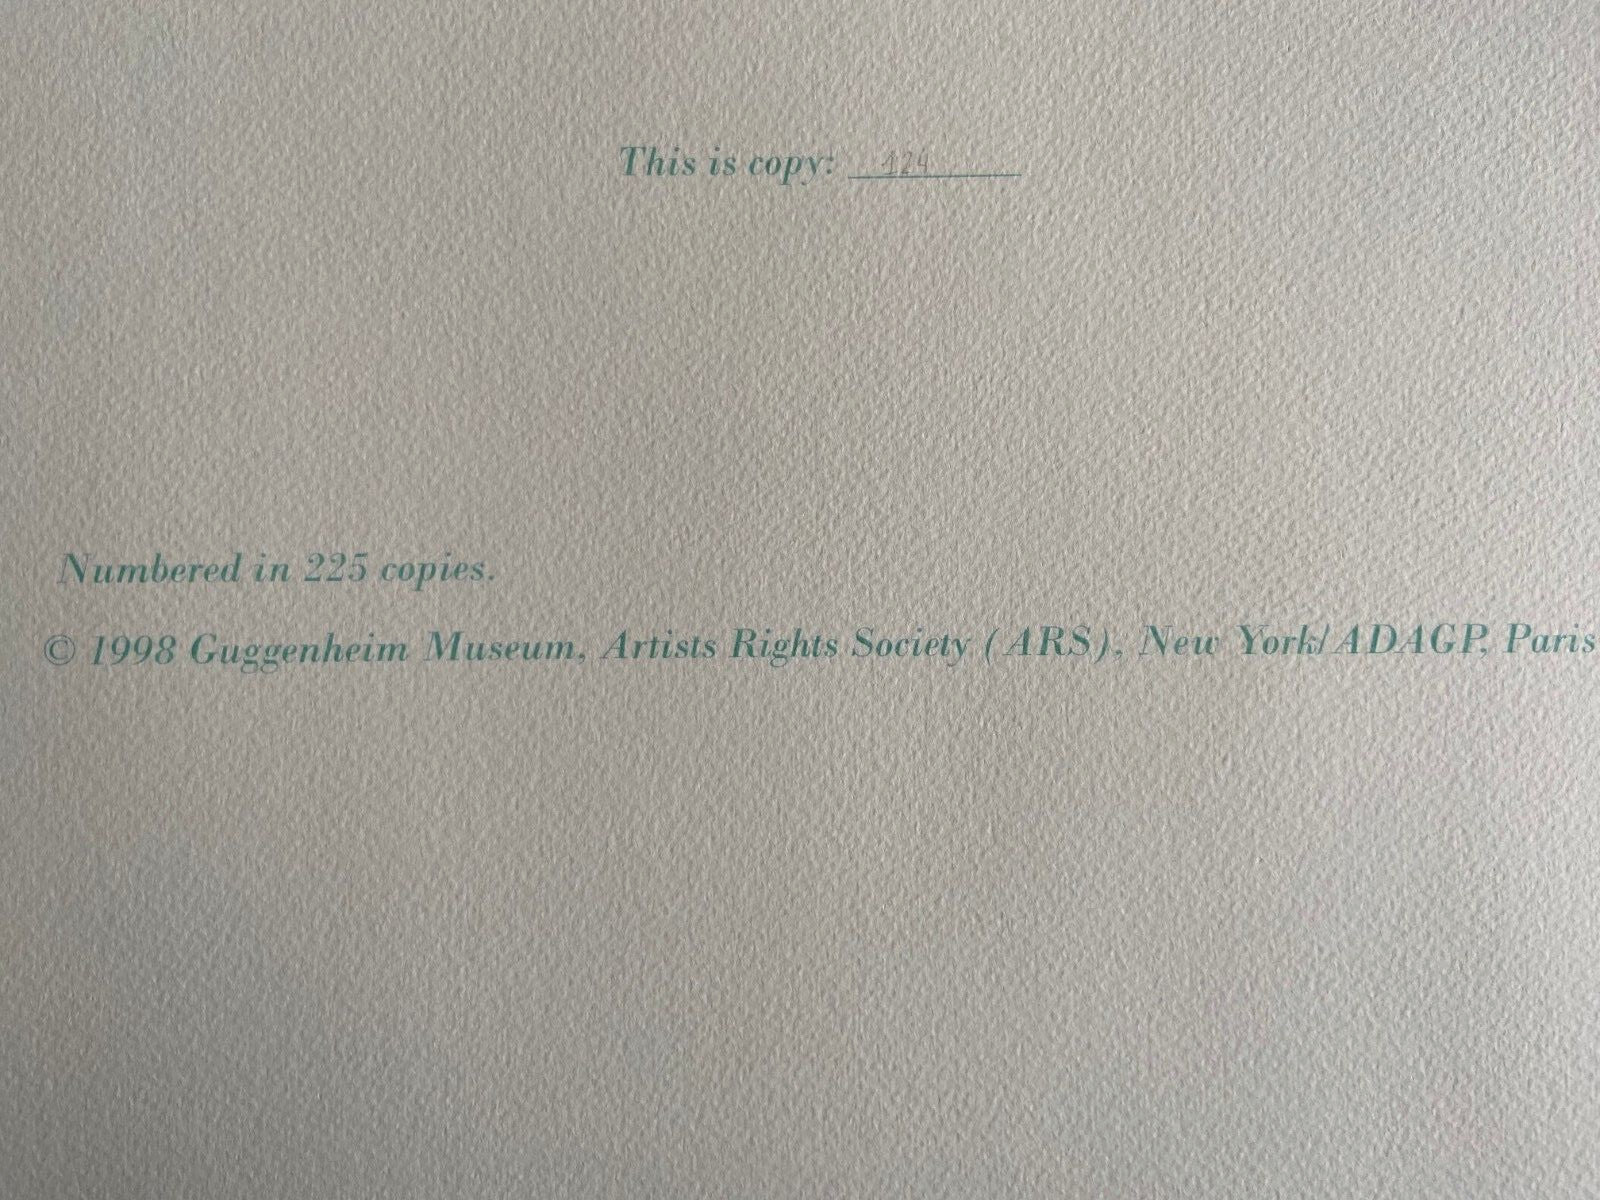 This is copy: 124
Numbered in 225 copies.
© 1998 Guggenheim Museum, Artists Rights Society (ARS), New York/ADAGP, Paris